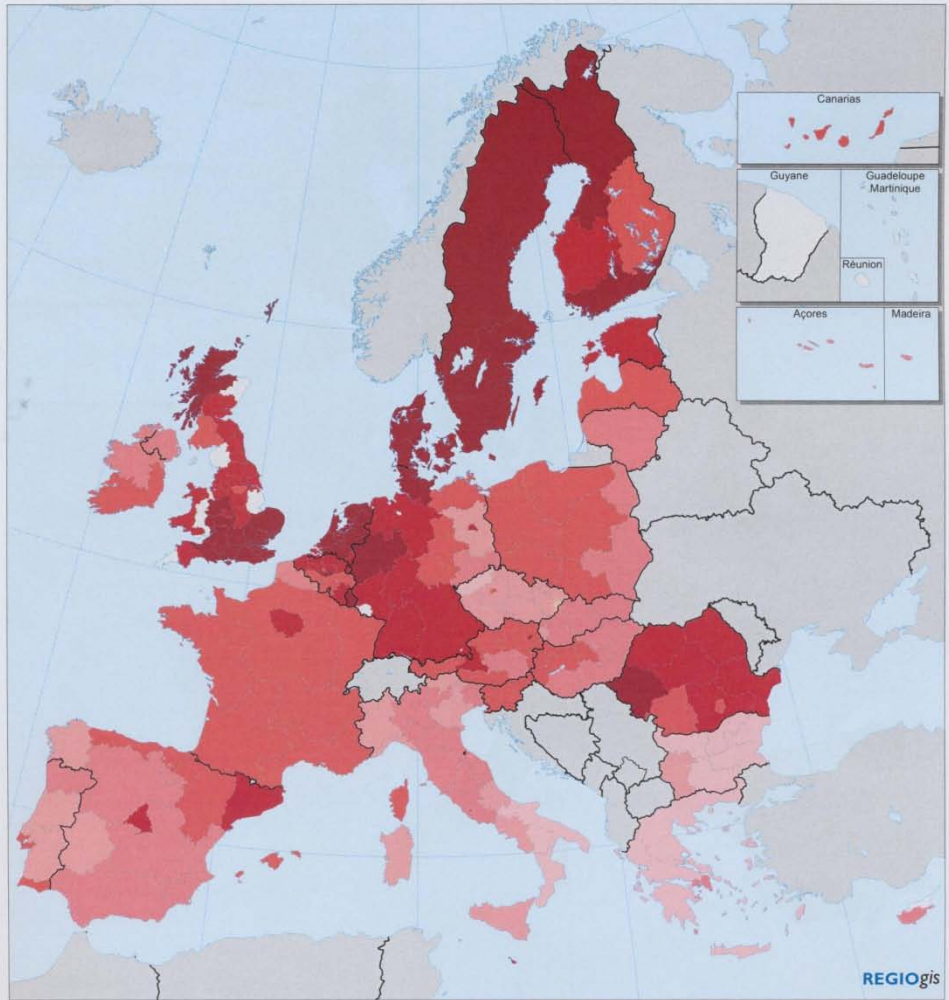 Canarias
Guyane
Guadeloupe
Martinique
Réunion
Açores
Madeira
REGIOgis